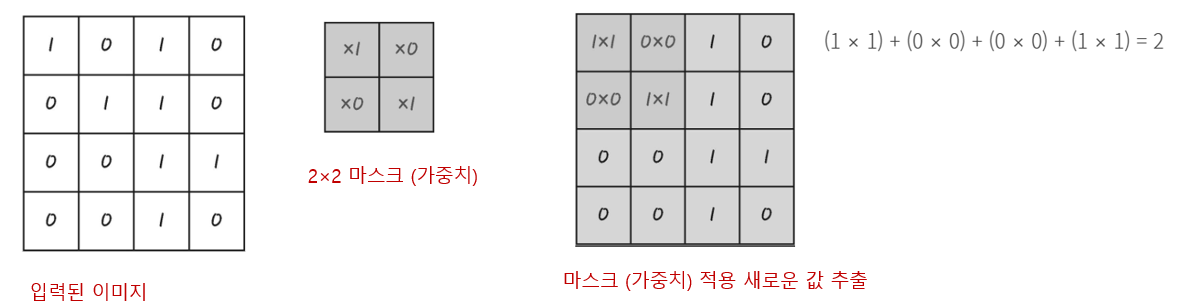 1 0 1 0
0 1 1 0
0 0 1 1
0 0 1 0
입력된 이미지
×1 ×0
×0 ×1
2×2 마스크 (가중치)
1×1 0×0 1 0
0×0 1×1 1 0
0 0 1 1
0 0 1 0
마스크 (가중치) 적용 새로운 값 추출
(1 × 1) + (0 × 0) + (0 × 0) + (1 × 1) = 2